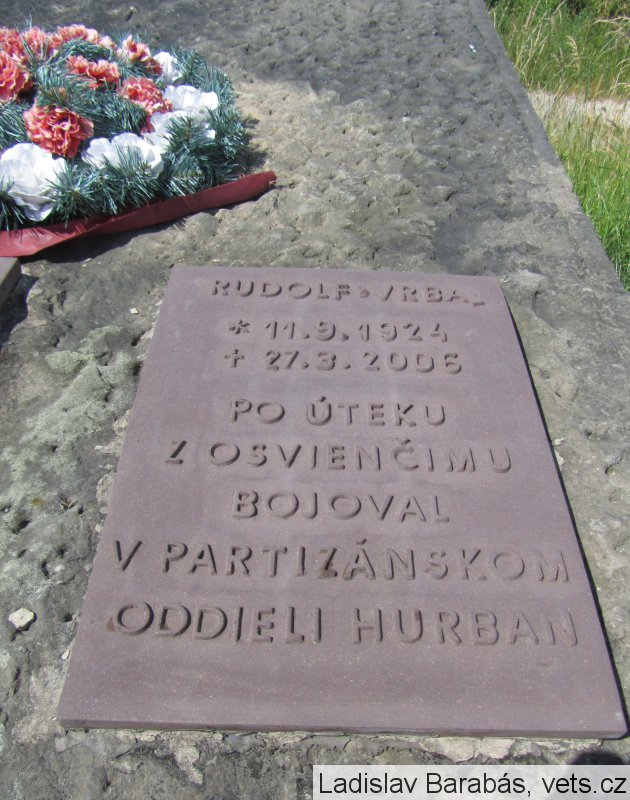 RUDOLF VRBA
* 11.9.1924
✝ 27.3.2006
PO ÚTEKU
Z OSVIENČIMU
BOJOVAL
V PARTIZÁNSKOM
ODDIELI HURBAN
Ladislav Barabás, vets.cz